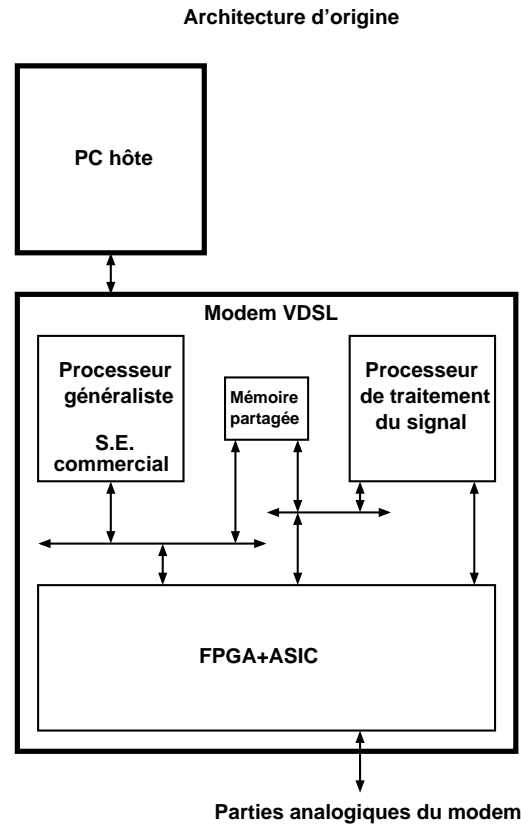 Architecture d'origine
PC hôte
Modem VDSL
Processeur
généraliste
S.E.
commercial
Mémoire
partagée
Processeur
de traitement
du signal
FPGA+ASIC
Parties analogiques du modem